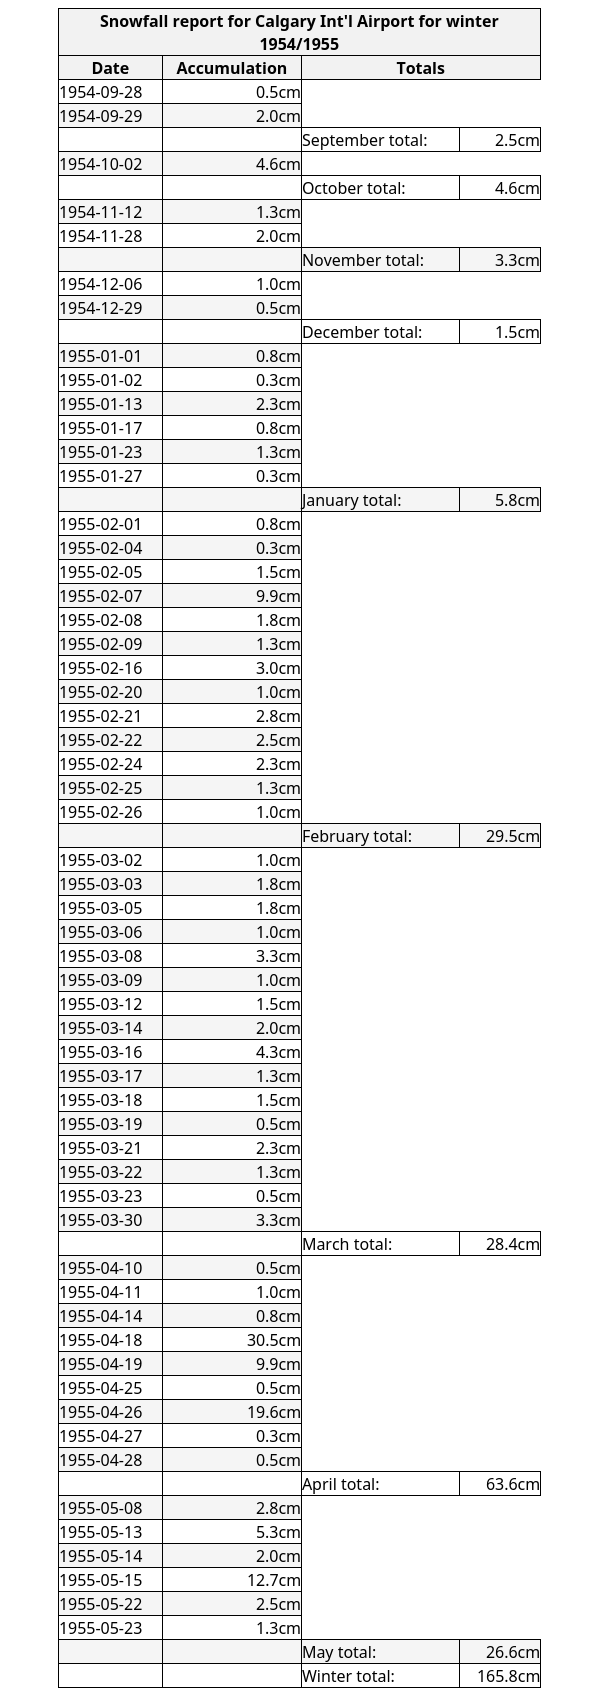 Snowfall report for Calgary Int'l Airport for winter
1954/1955
Date Accumulation Totals
1954-09-28 0.5cm
1954-09-29 2.0cm
September total: 2.5cm
1954-10-02 4.6cm
October total: 4.6cm
1954-11-12 1.3cm
1954-11-28 2.0cm
November total: 3.3cm
1954-12-06 1.0cm
1954-12-29 0.5cm
December total: 1.5cm
1955-01-01 0.8cm
1955-01-02 0.3cm
1955-01-13 2.3cm
1955-01-17 0.8cm
1955-01-23 1.3cm
1955-01-27 0.3cm
January total: 5.8cm
1955-02-01 0.8cm
1955-02-04 0.3cm
1955-02-05 1.5cm
1955-02-07 9.9cm
1955-02-08 1.8cm
1955-02-09 1.3cm
1955-02-16 3.0cm
1955-02-20 1.0cm
1955-02-21 2.8cm
1955-02-22 2.5cm
1955-02-24 2.3cm
1955-02-25 1.3cm
1955-02-26 1.0cm
February total: 29.5cm
1955-03-02 1.0cm
1955-03-03 1.8cm
1955-03-05 1.8cm
1955-03-06 1.0cm
1955-03-08 3.3cm
1955-03-09 1.0cm
1955-03-12 1.5cm
1955-03-14 2.0cm
1955-03-16 4.3cm
1955-03-17 1.3cm
1955-03-18 1.5cm
1955-03-19 0.5cm
1955-03-21 2.3cm
1955-03-22 1.3cm
1955-03-23 0.5cm
1955-03-30 3.3cm
March total: 28.4cm
1955-04-10 0.5cm
1955-04-11 1.0cm
1955-04-14 0.8cm
1955-04-18 30.5cm
1955-04-19 9.9cm
1955-04-25 0.5cm
1955-04-26 19.6cm
1955-04-27 0.3cm
1955-04-28 0.5cm
April total: 63.6cm
1955-05-08 2.8cm
1955-05-13 5.3cm
1955-05-14 2.0cm
1955-05-15 12.7cm
1955-05-22 2.5cm
1955-05-23 1.3cm
May total: 26.6cm
Winter total: 165.8cm